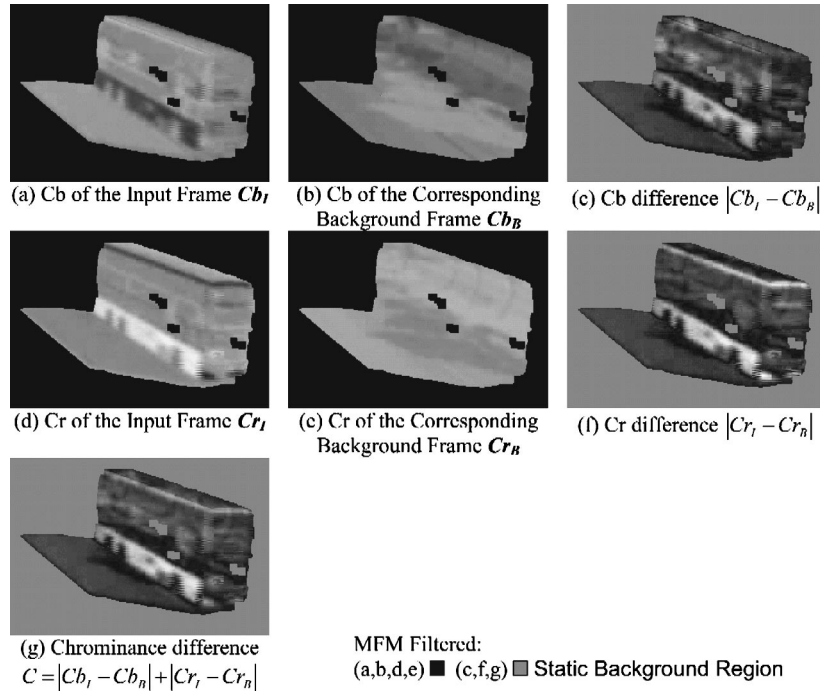 (a) Cb of the Input Frame Cb_I
(b) Cb of the Corresponding
Background Frame Cb_B
(c) Cb difference |Cb_I − Cb_B|
(d) Cr of the Input Frame Cr_I
(e) Cr of the Corresponding
Background Frame Cr_B
(f) Cr difference |Cr_I − Cr_B|
(g) Chrominance difference
C = |Cb_I − Cb_B| + |Cr_I − Cr_B|
MFM Filtered:
(a,b,d,e) ■ (c,f,g) ■ Static Background Region